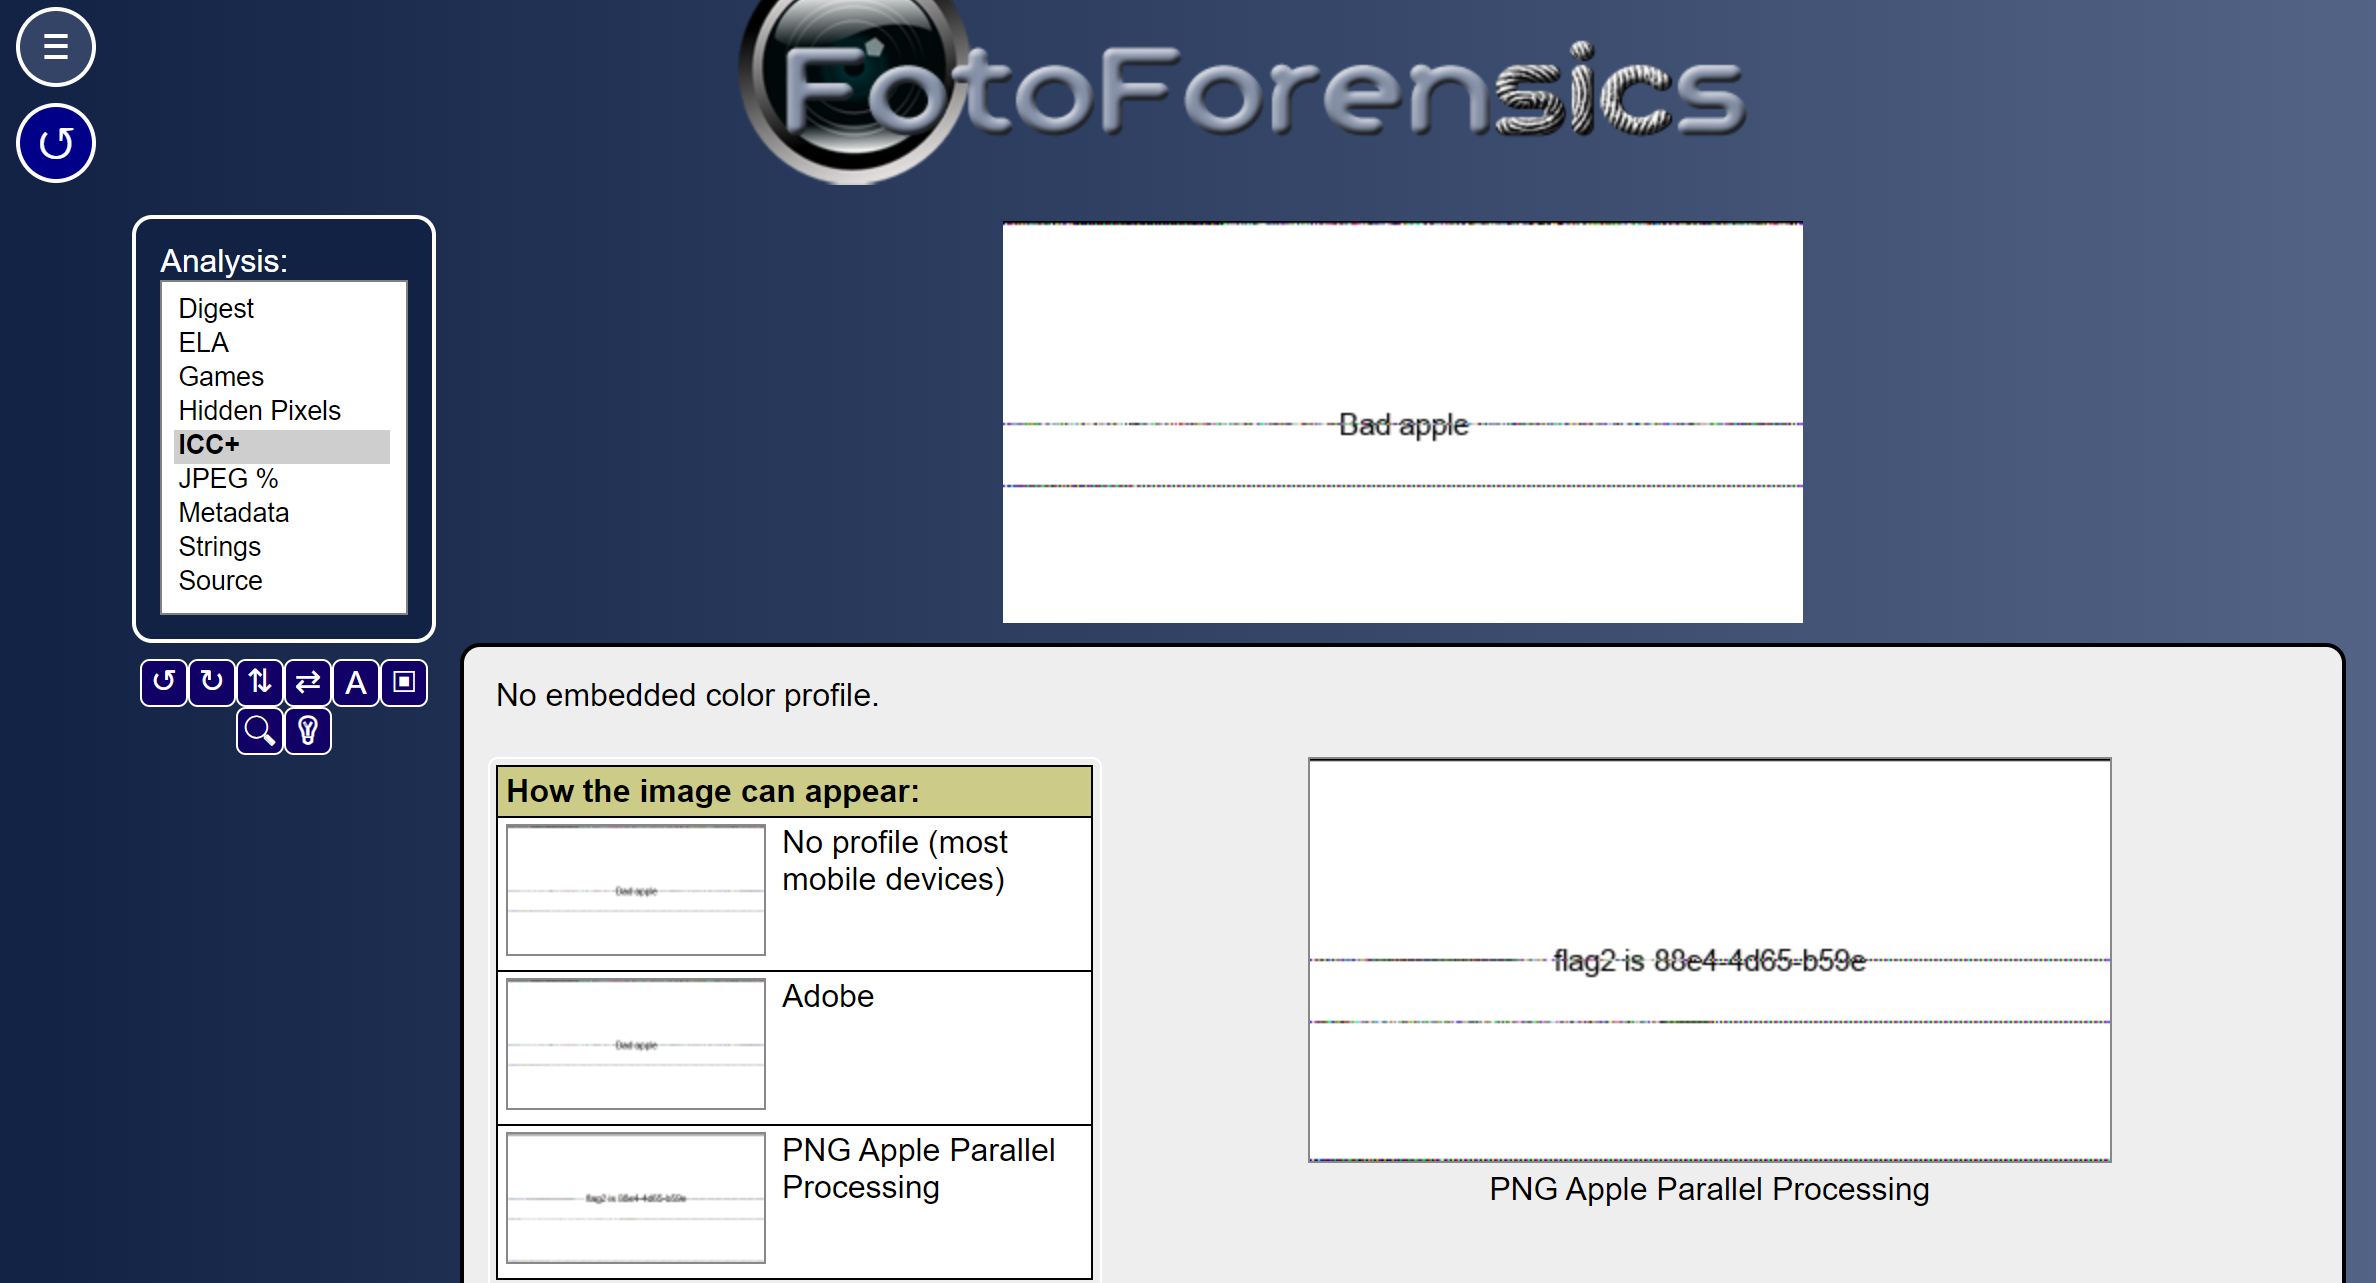 ☰
FotoForensics
↺
Analysis:
Digest
ELA
Games
Hidden Pixels
ICC+
JPEG %
Metadata
Strings
Source
↺ ↻ ⇅ ⇄ A
Bad apple
No embedded color profile.
How the image can appear:
Bad apple
No profile (most
mobile devices)
Bad apple
Adobe
flag2 is 88e4-4d65-b59e
PNG Apple Parallel
Processing
flag2 is 88e4-4d65-b59e
PNG Apple Parallel Processing